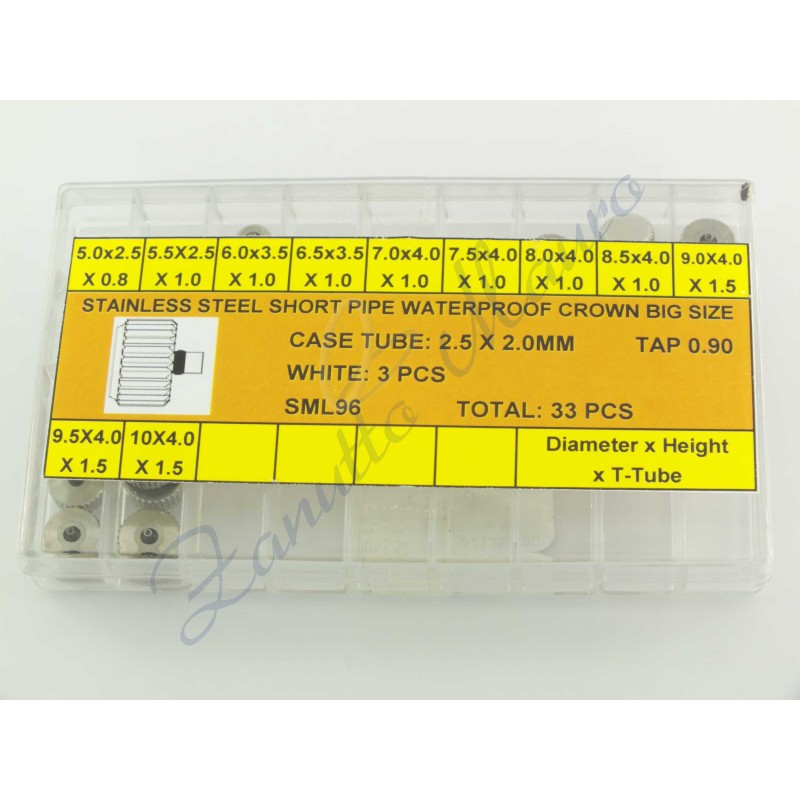 5.0x2.5 5.5X2.5 6.0x3.5 6.5x3.5 7.0x4.0 7.5x4.0 8.0x4.0 8.5x4.0 9.0X4.0
X 0.8 X 1.0 X 1.0 X 1.0 X 1.0 X 1.0 X 1.0 X 1.0 X 1.5
STAINLESS STEEL SHORT PIPE WATERPROOF CROWN BIG SIZE
CASE TUBE: 2.5 X 2.0MM TAP 0.90
WHITE: 3 PCS
SML96 TOTAL: 33 PCS
9.5X4.0 10X4.0 Diameter x Height
X 1.5 X 1.5 x T-Tube
Zanutto Mauro